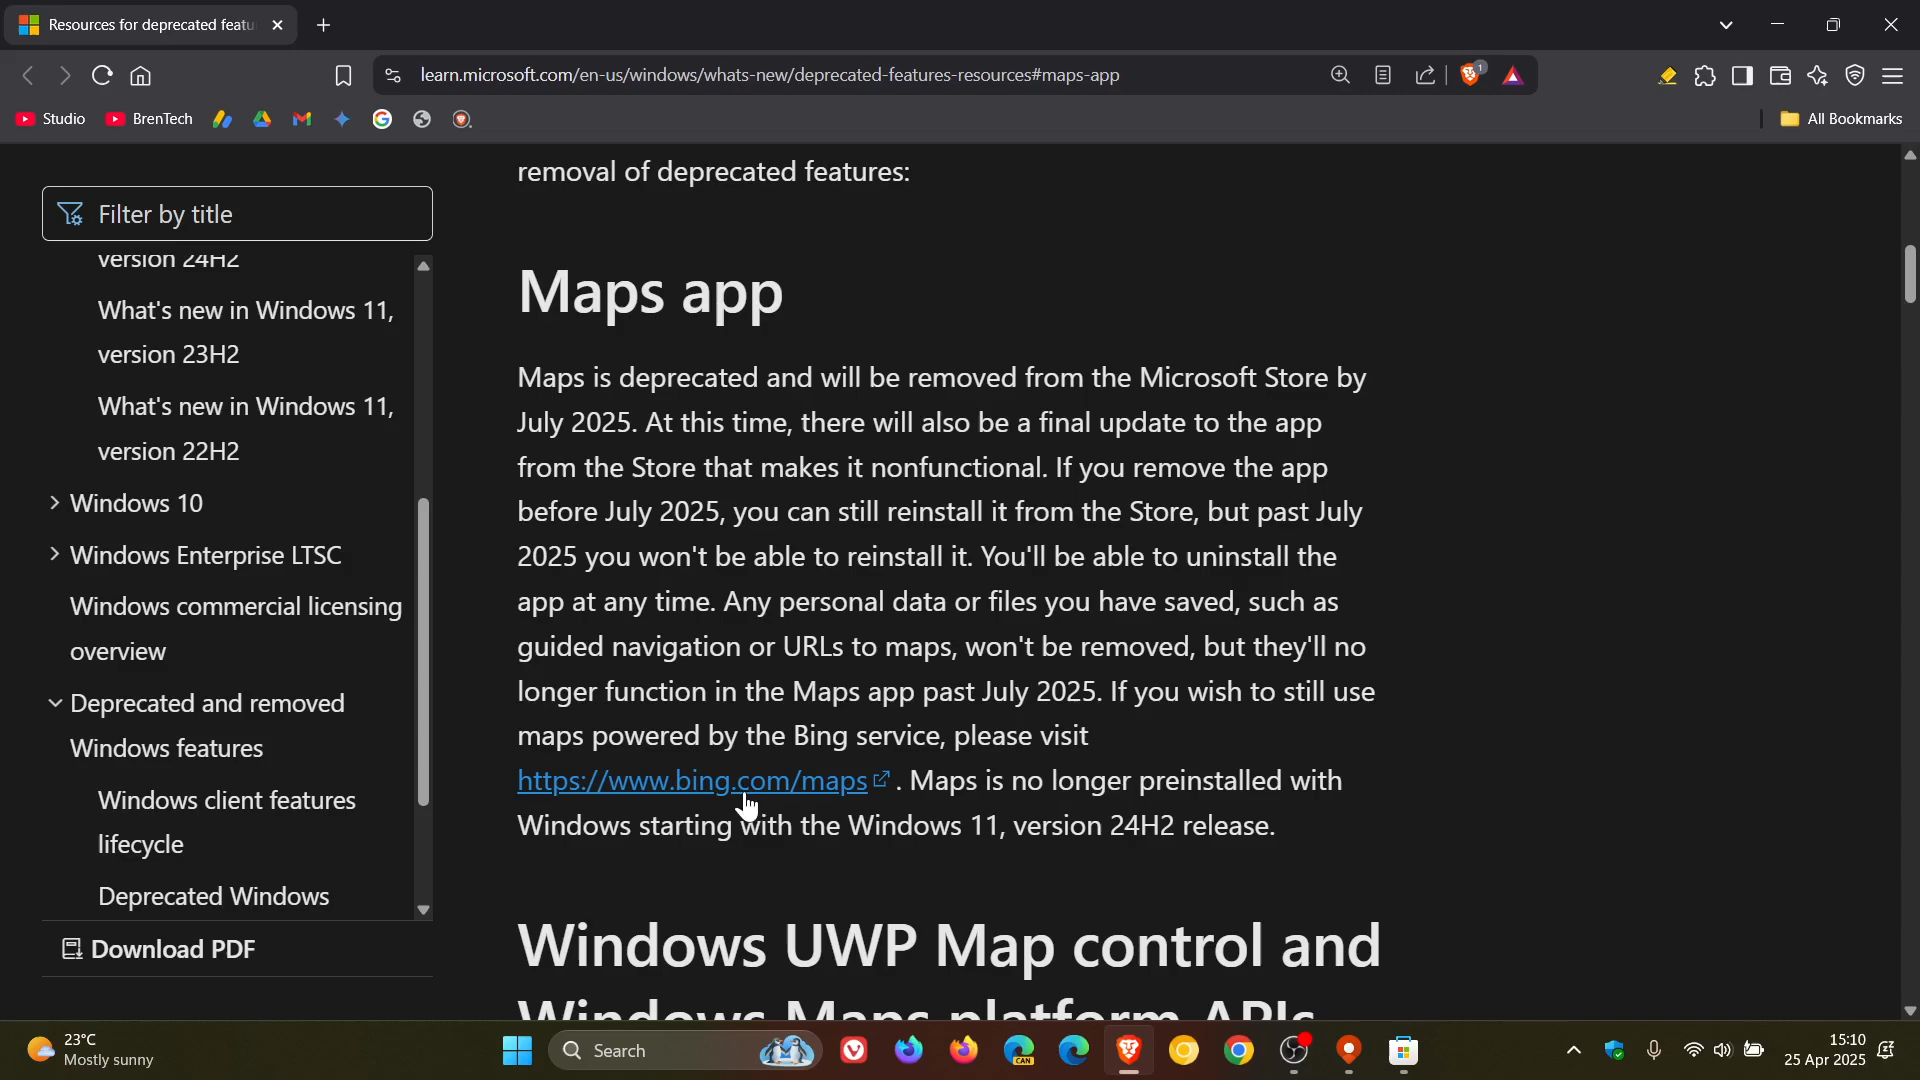 Resources for deprecated featu
learn.microsoft.com/en-us/windows/whats-new/deprecated-features-resources#maps-app
1
Studio
BrenTech
All Bookmarks
Filter by title
version 24H2
What's new in Windows 11,
version 23H2
What's new in Windows 11,
version 22H2
Windows 10
Windows Enterprise LTSC
Windows commercial licensing
overview
Deprecated and removed
Windows features
Windows client features
lifecycle
Deprecated Windows
Download PDF
removal of deprecated features:
Maps app
Maps is deprecated and will be removed from the Microsoft Store by
July 2025. At this time, there will also be a final update to the app
from the Store that makes it nonfunctional. If you remove the app
before July 2025, you can still reinstall it from the Store, but past July
2025 you won't be able to reinstall it. You'll be able to uninstall the
app at any time. Any personal data or files you have saved, such as
guided navigation or URLs to maps, won't be removed, but they'll no
longer function in the Maps app past July 2025. If you wish to still use
maps powered by the Bing service, please visit
https://www.bing.com/maps . Maps is no longer preinstalled with
Windows starting with the Windows 11, version 24H2 release.
Windows UWP Map control and
Windows Maps platform APIs
23°C
Mostly sunny
Search
CAN
15:10
25 Apr 2025